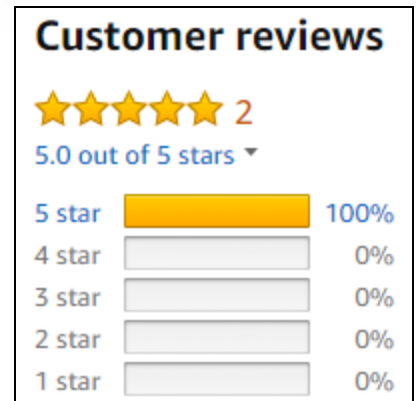 Customer reviews
2
5.0 out of 5 stars
5 star 100%
4 star 0%
3 star 0%
2 star 0%
1 star 0%